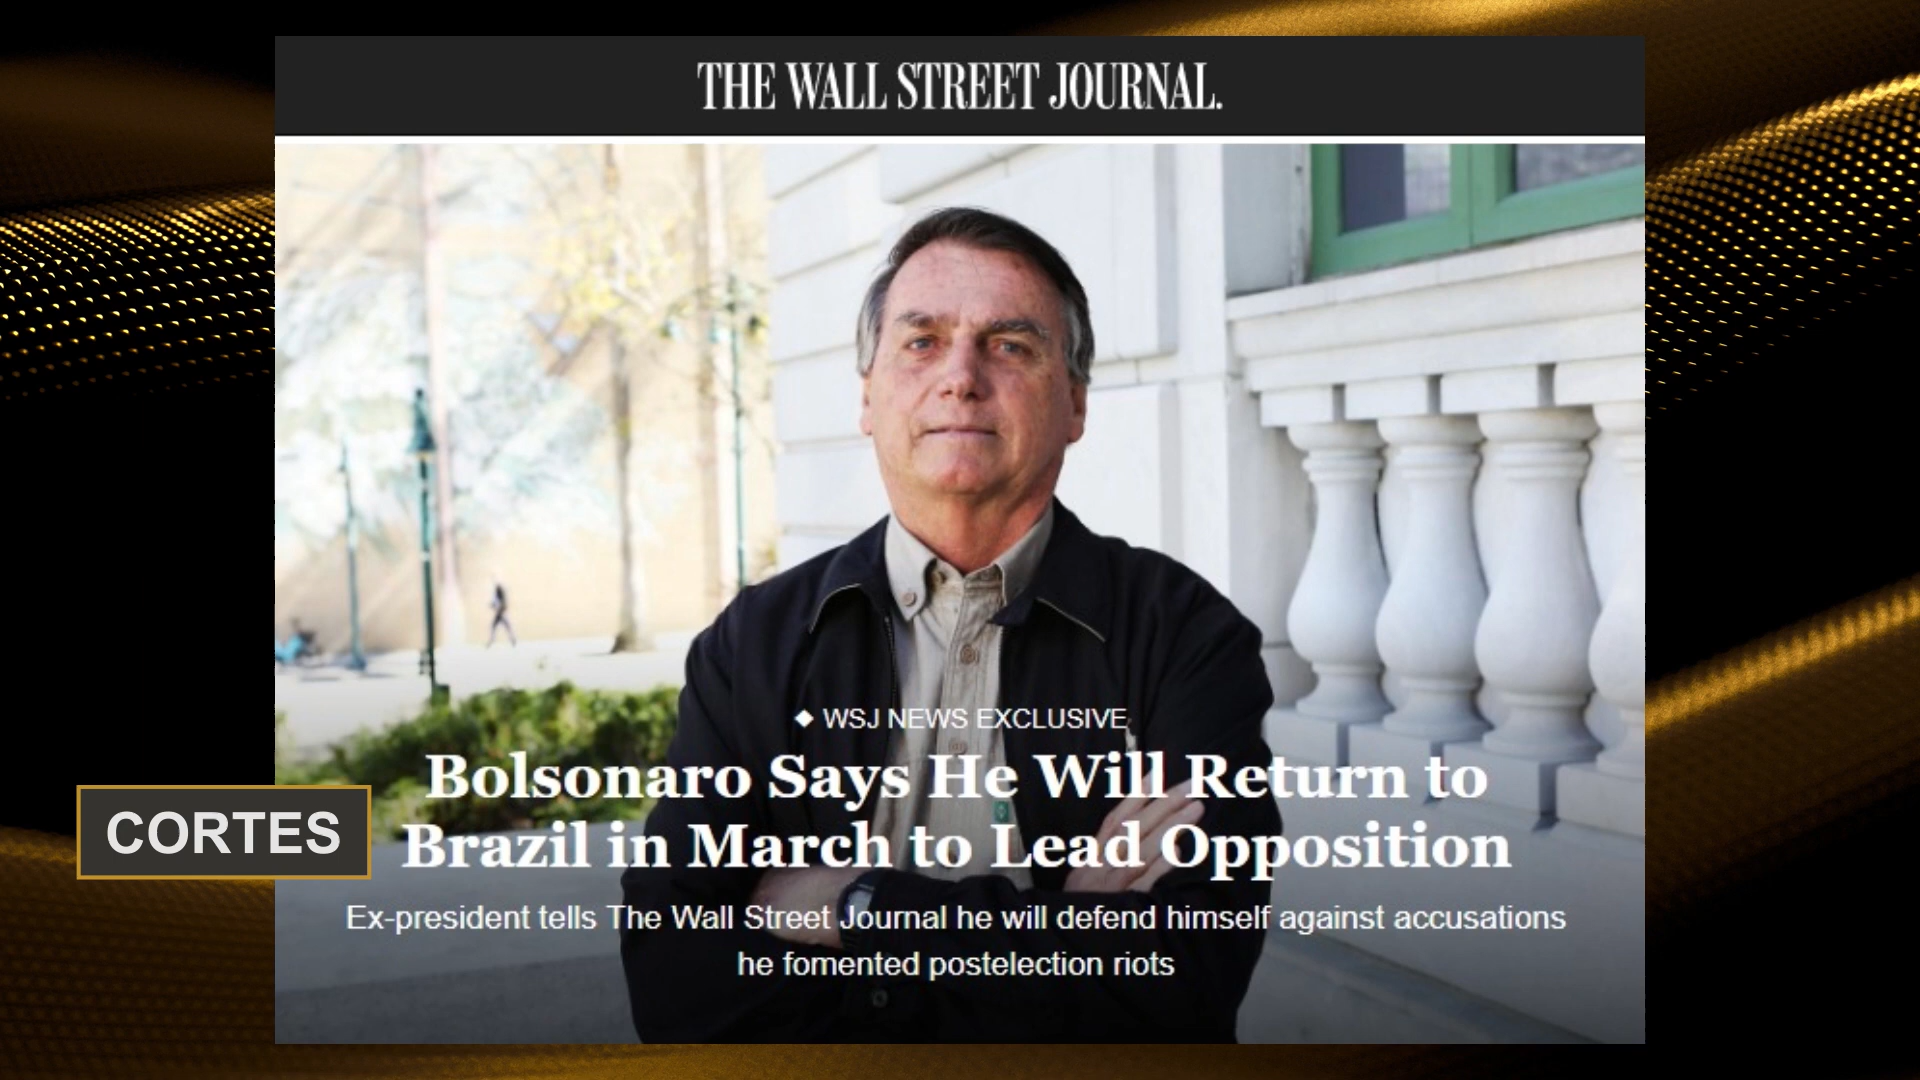 THE WALL STREET JOURNAL.
◆ WSJ NEWS EXCLUSIVE
Bolsonaro Says He Will Return to
Brazil in March to Lead Opposition
CORTES
Ex-president tells The Wall Street Journal he will defend himself against accusations
he fomented postelection riots